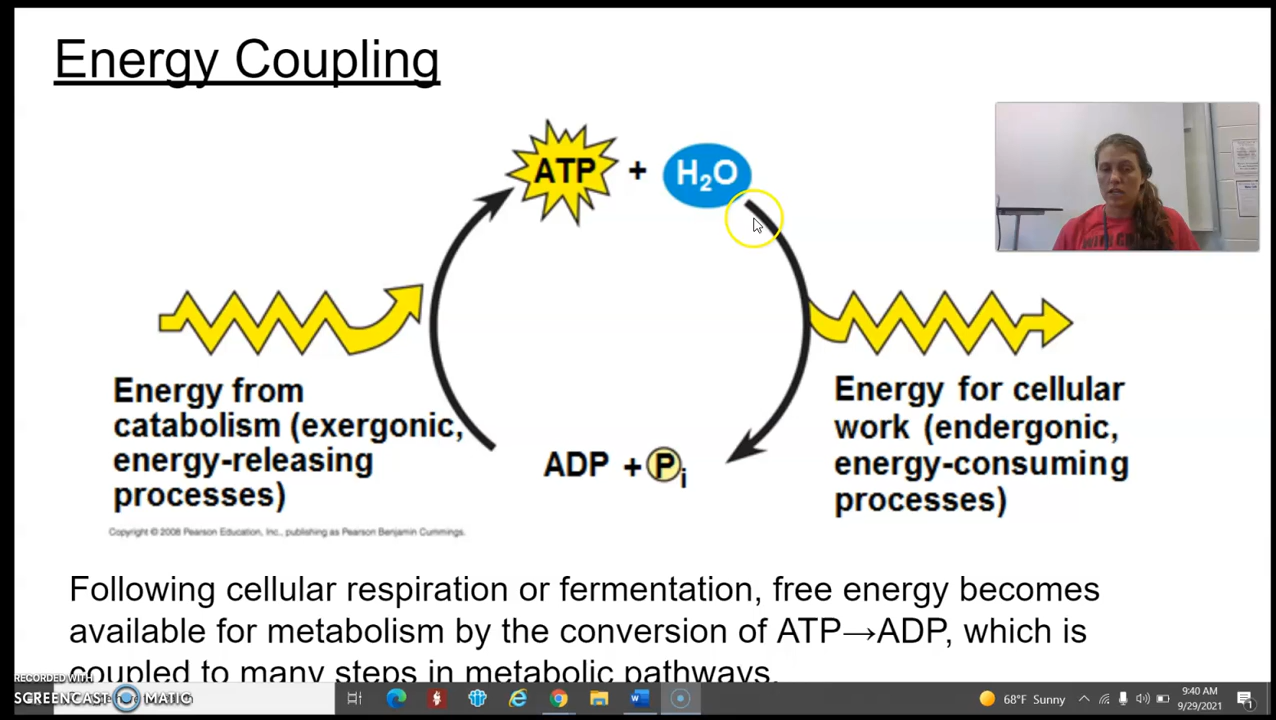 Energy Coupling
ATP + H₂O
Energy from
catabolism (exergonic,
energy-releasing
processes)
Energy for cellular
work (endergonic,
energy-consuming
processes)
ADP + Pi
Copyright © 2008 Pearson Education, Inc., publishing as Pearson Benjamin Cummings.
Following cellular respiration or fermentation, free energy becomes
available for metabolism by the conversion of ATP→ADP, which is
coupled to many steps in metabolic pathways.
RECORDED WITH
SCREENCAST MATIC
68°F Sunny
9:40 AM
9/29/2021
1